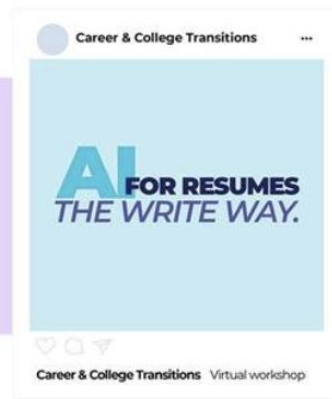 Career & College Transitions
AI FOR RESUMES
THE WRITE WAY.
Career & College Transitions Virtual workshop